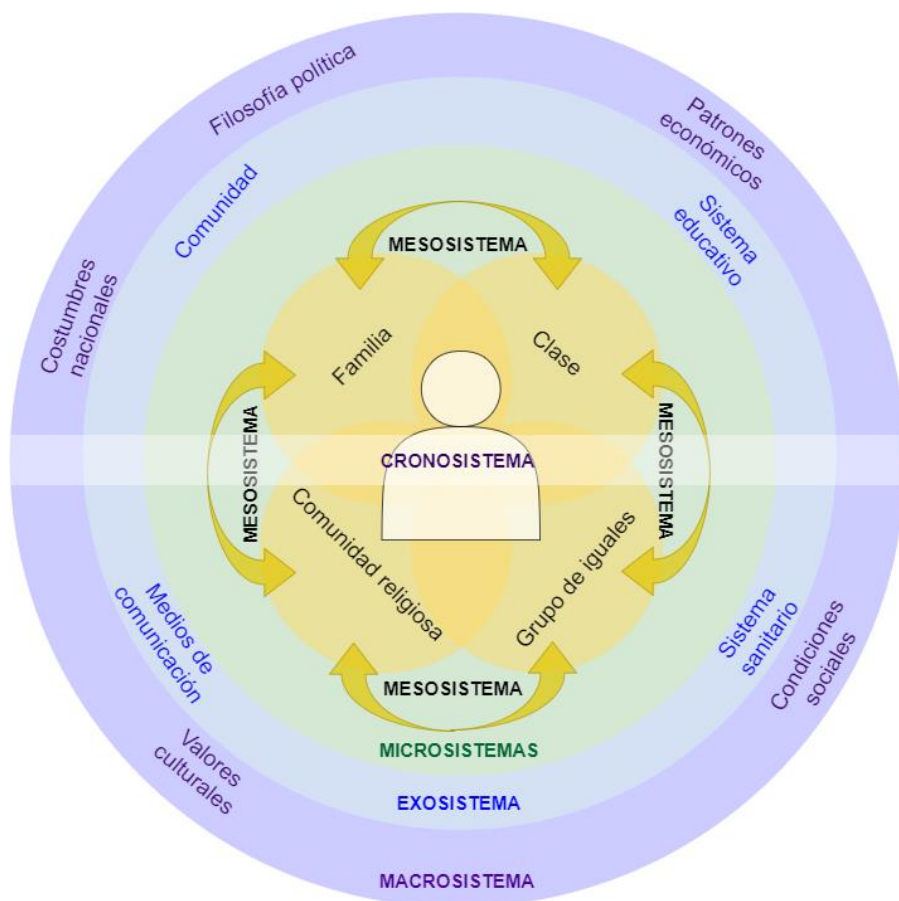 Filosofía política
Patrones
económicos
Comunidad
Sistema
educativo
MESOSISTEMA
Costumbres
nacionales
Familia
Clase
MESOSISTEMA
CRONOSISTEMA
MESOSISTEMA
Comunidad religiosa
Grupo de iguales
Medios de
comunicación
Sistema
sanitario
Condiciones
sociales
MESOSISTEMA
Valores
culturales
MICROSISTEMAS
EXOSISTEMA
MACROSISTEMA